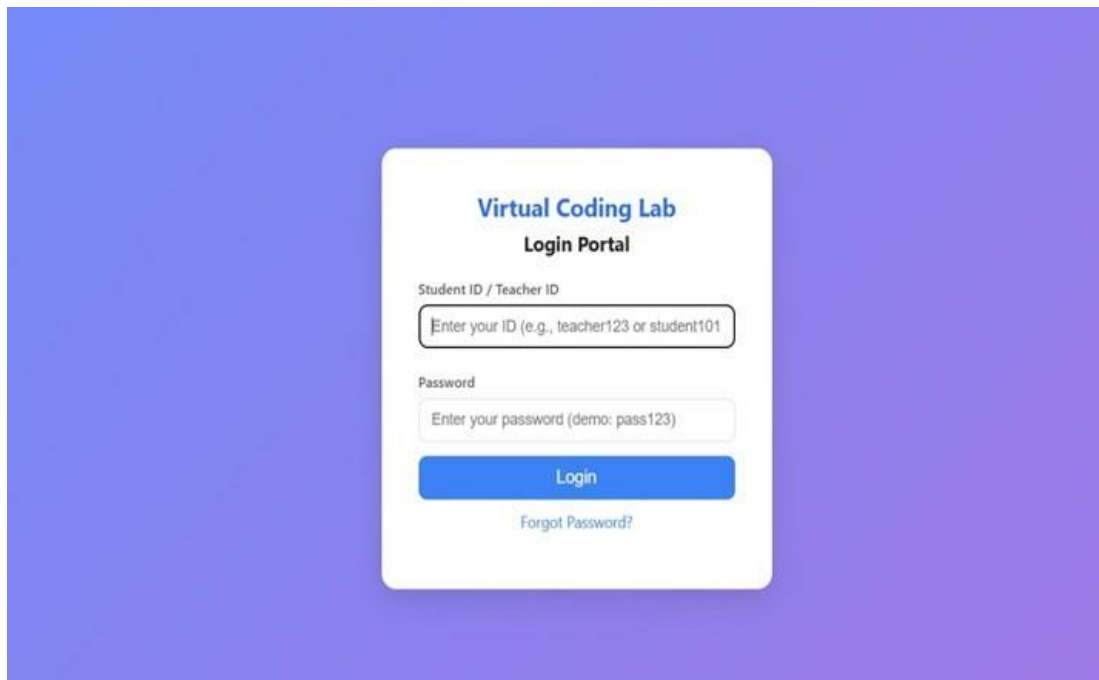 Virtual Coding Lab
Login Portal
Student ID / Teacher ID
Enter your ID (e.g., teacher123 or student101
Password
Enter your password (demo: pass123)
Login
Forgot Password?